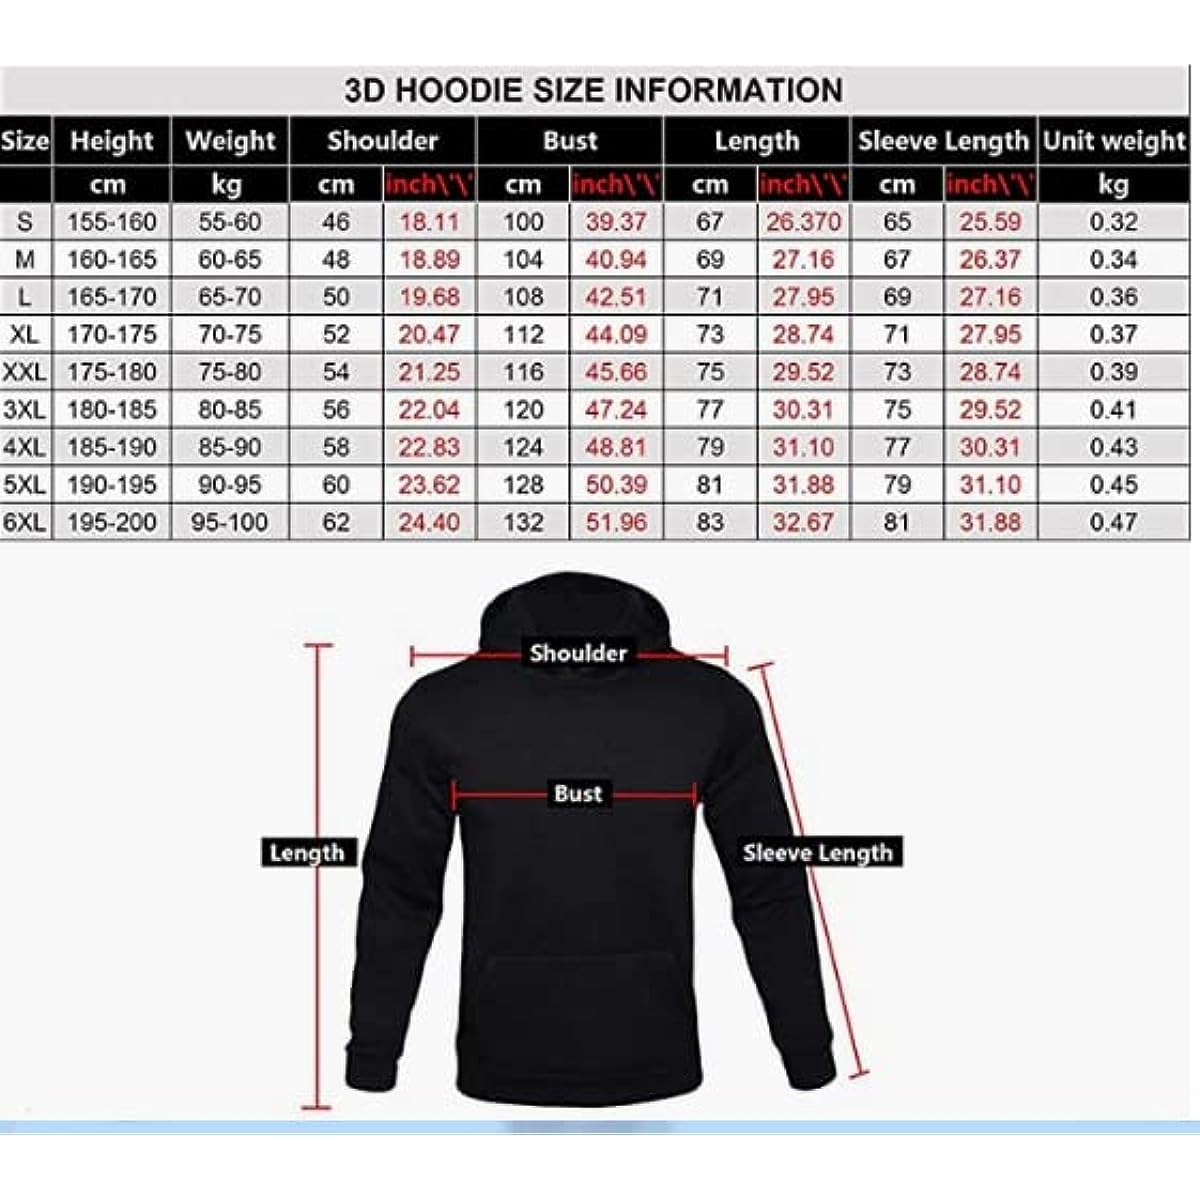 3D HOODIE SIZE INFORMATION
Size Height Weight Shoulder Bust Length Sleeve Length Unit weight
cm kg cm inch\'\' cm inch\'\' cm inch\'\' cm inch\'\' kg
S 155-160 55-60 46 18.11 100 39.37 67 26.370 65 25.59 0.32
M 160-165 60-65 48 18.89 104 40.94 69 27.16 67 26.37 0.34
L 165-170 65-70 50 19.68 108 42.51 71 27.95 69 27.16 0.36
XL 170-175 70-75 52 20.47 112 44.09 73 28.74 71 27.95 0.37
XXL 175-180 75-80 54 21.25 116 45.66 75 29.52 73 28.74 0.39
3XL 180-185 80-85 56 22.04 120 47.24 77 30.31 75 29.52 0.41
4XL 185-190 85-90 58 22.83 124 48.81 79 31.10 77 30.31 0.43
5XL 190-195 90-95 60 23.62 128 50.39 81 31.88 79 31.10 0.45
6XL 195-200 95-100 62 24.40 132 51.96 83 32.67 81 31.88 0.47
Shoulder
Bust
Length
Sleeve Length